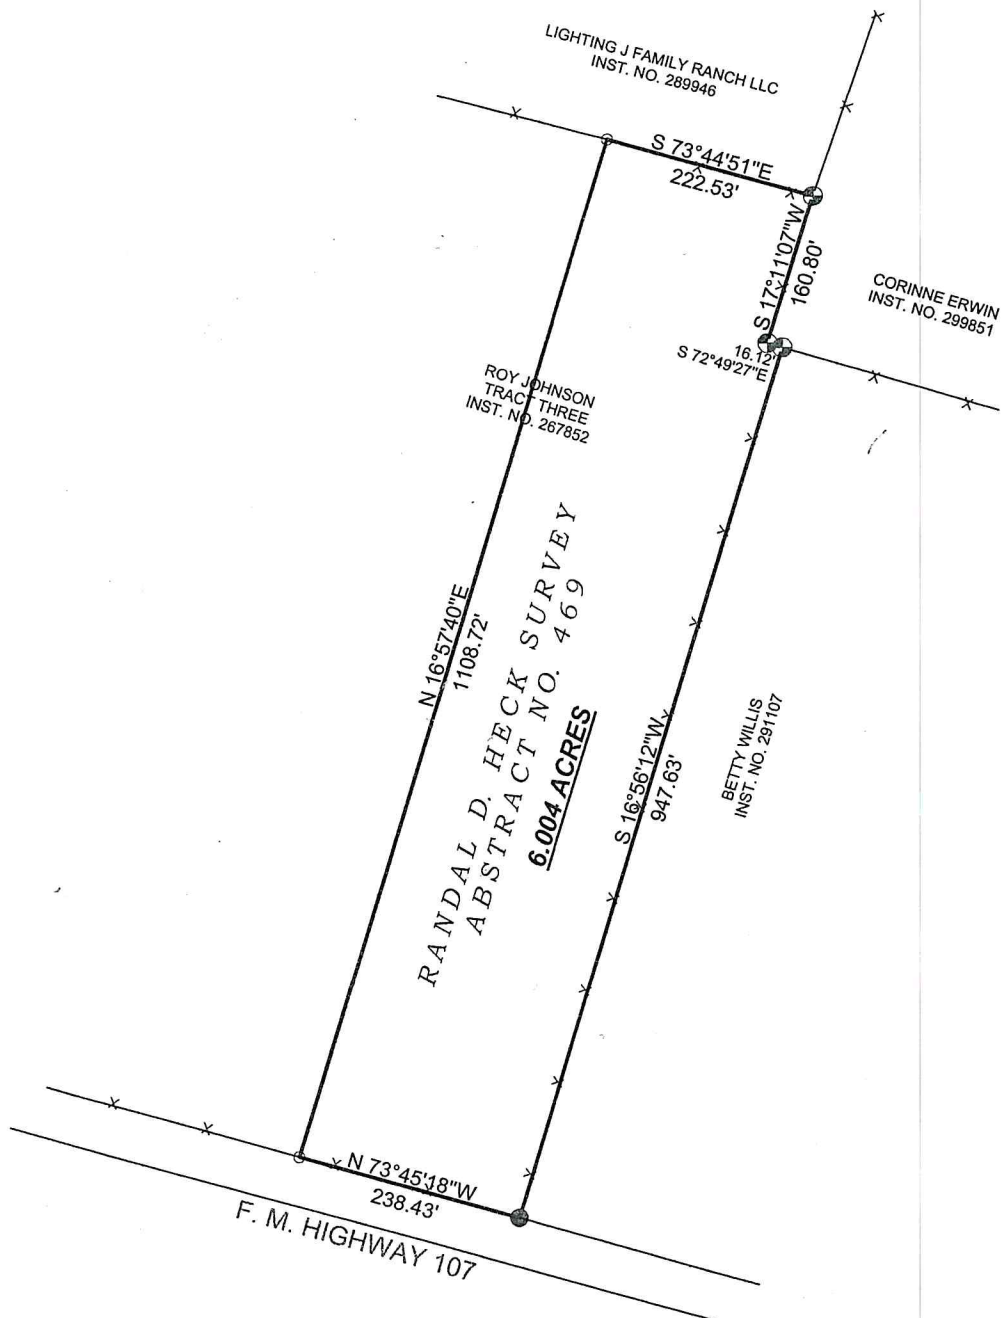 LIGHTING J FAMILY RANCH LLC
INST. NO. 289946
S 73°44'51"E
222.53'
S 17°11'07"W
160.80'
CORINNE ERWIN
INST. NO. 299851
16.12'
S 72°49'27"E
ROY JOHNSON
TRACT THREE
INST. NO. 267852
N 16°57'40"E
1108.72'
RANDAL D. HECK SURVEY
ABSTRACT NO. 469
6.004 ACRES
S 16°56'12"W
947.63'
BETTY WILLIS
INST. NO. 291107
N 73°45'18"W
238.43'
F. M. HIGHWAY 107